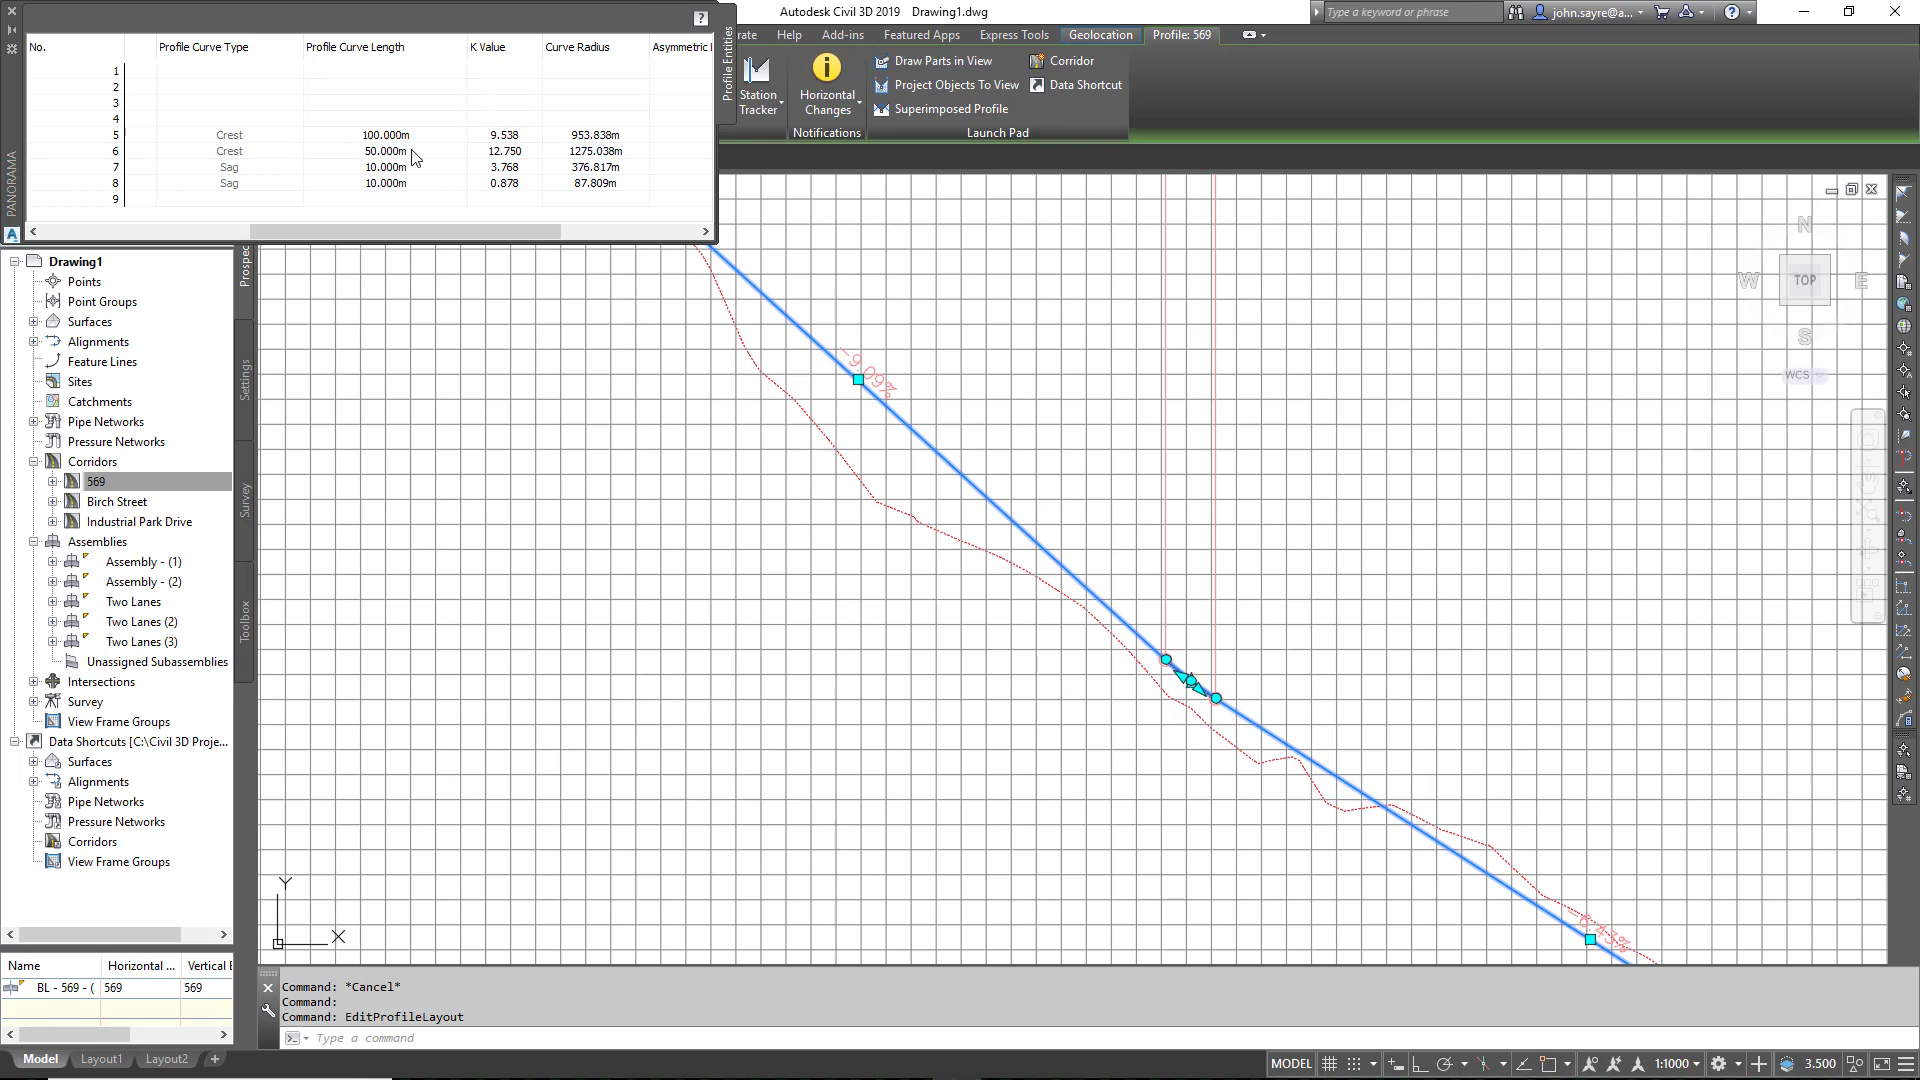 Autodesk Civil 3D 2019 Drawing1.dwg
Type a keyword or phrase
john.sayre@a...
?
No. Profile Curve Type Profile Curve Length K Value Curve Radius Asymmetric
1
2
3
4
5 Crest 100.000m 9.538 953.838m
6 Crest 50.000m 12.750 1275.038m
7 Sag 10.000m 3.768 376.817m
8 Sag 10.000m 0.878 87.809m
9
PANORAMA
Profile Entities
rate Help Add-ins Featured Apps Express Tools Geolocation Profile: 569
Station Tracker
Horizontal Changes
Notifications
Draw Parts in View
Project Objects To View
Superimposed Profile
Corridor
Data Shortcut
Launch Pad
Drawing1
Points
Point Groups
Surfaces
Alignments
Feature Lines
Sites
Catchments
Pipe Networks
Pressure Networks
Corridors
569
Birch Street
Industrial Park Drive
Assemblies
Assembly - (1)
Assembly - (2)
Two Lanes
Two Lanes (2)
Two Lanes (3)
Unassigned Subassemblies
Intersections
Survey
View Frame Groups
Data Shortcuts [C:\Civil 3D Proje...
Surfaces
Alignments
Pipe Networks
Pressure Networks
Corridors
View Frame Groups
Prospec
Settings
Survey
Toolbox
N
W TOP E
S
WCS
-9.09%
-6.43%
Y
X
Name Horizontal ... Vertical
BL - 569 - ( 569 569
Command: *Cancel*
Command:
Command: EditProfileLayout
Type a command
Model Layout1 Layout2 +
MODEL 1:1000 3.500